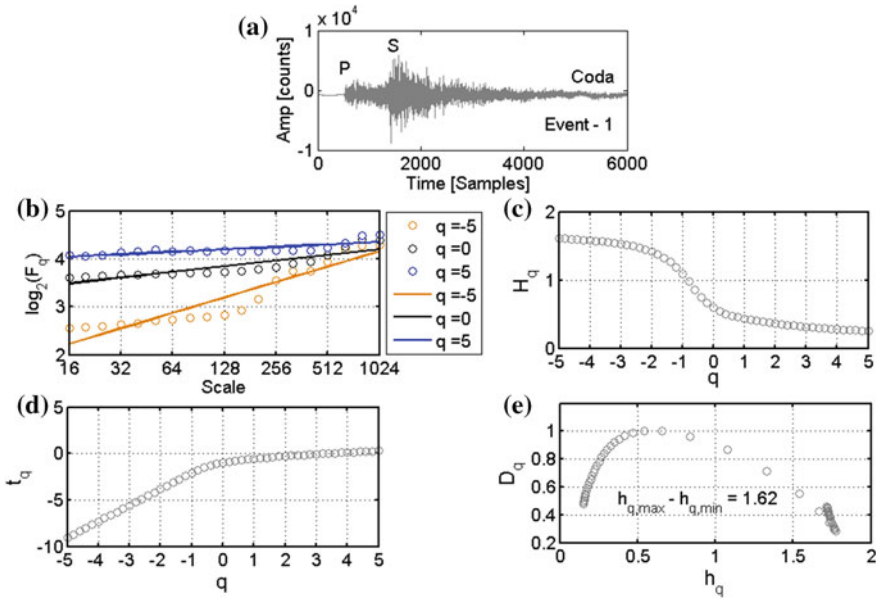 (a)
x 10^4
1
0
-1
Amp [counts]
P
S
Coda
Event - 1
0 2000 4000 6000
Time [Samples]
(b)
5
4
3
2
log2(Fq)
16 32 64 128 256 512 1024
Scale
q =-5
q =0
q =5
q =-5
q =0
q =5
(c)
2
1
0
Hq
-5 -4 -3 -2 -1 0 1 2 3 4 5
q
(d)
5
0
-5
-10
tq
-5 -4 -3 -2 -1 0 1 2 3 4 5
q
(e)
1
0.8
0.6
0.4
0.2
Dq
hq,max - hq,min = 1.62
0 0.5 1 1.5 2
hq